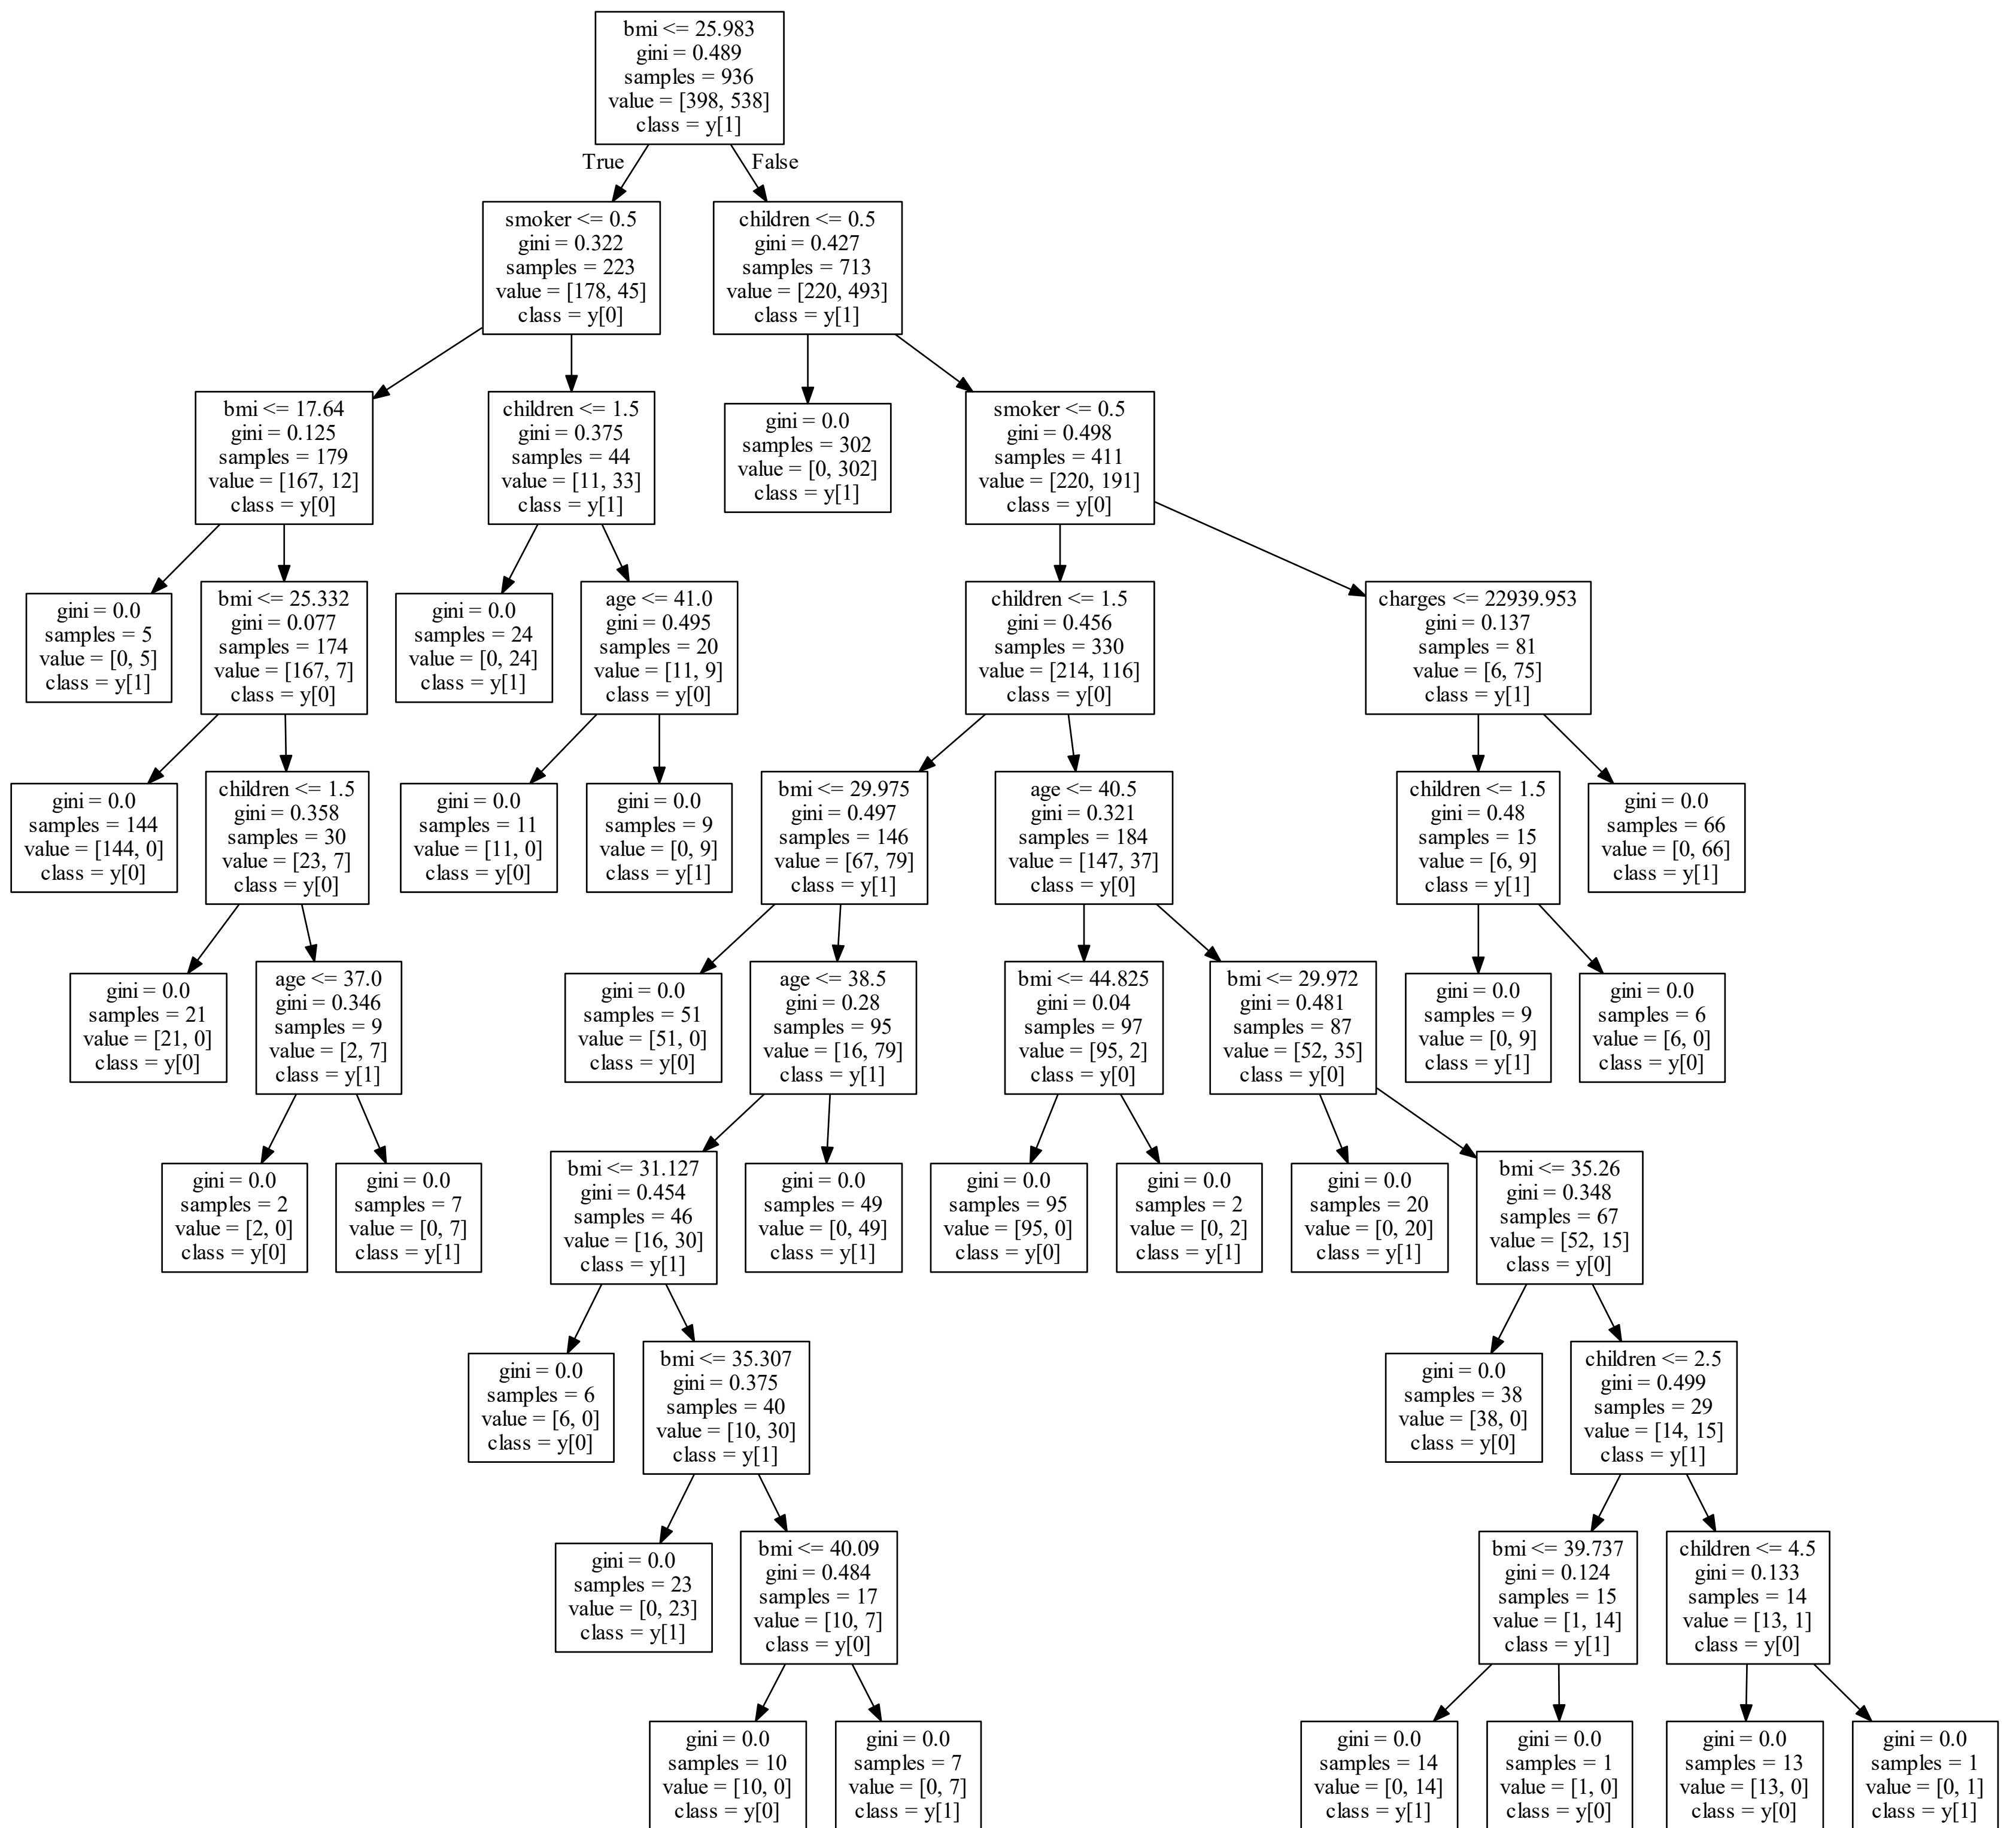 bmi <= 25.983
gini = 0.489
samples = 936
value = [398, 538]
class = y[1]
True
False
smoker <= 0.5
gini = 0.322
samples = 223
value = [178, 45]
class = y[0]
children <= 0.5
gini = 0.427
samples = 713
value = [220, 493]
class = y[1]
bmi <= 17.64
gini = 0.125
samples = 179
value = [167, 12]
class = y[0]
children <= 1.5
gini = 0.375
samples = 44
value = [11, 33]
class = y[1]
gini = 0.0
samples = 302
value = [0, 302]
class = y[1]
smoker <= 0.5
gini = 0.498
samples = 411
value = [220, 191]
class = y[0]
gini = 0.0
samples = 5
value = [0, 5]
class = y[1]
bmi <= 25.332
gini = 0.077
samples = 174
value = [167, 7]
class = y[0]
gini = 0.0
samples = 24
value = [0, 24]
class = y[1]
age <= 41.0
gini = 0.495
samples = 20
value = [11, 9]
class = y[0]
children <= 1.5
gini = 0.456
samples = 330
value = [214, 116]
class = y[0]
charges <= 22939.953
gini = 0.137
samples = 81
value = [6, 75]
class = y[1]
gini = 0.0
samples = 144
value = [144, 0]
class = y[0]
children <= 1.5
gini = 0.358
samples = 30
value = [23, 7]
class = y[0]
gini = 0.0
samples = 11
value = [11, 0]
class = y[0]
gini = 0.0
samples = 9
value = [0, 9]
class = y[1]
bmi <= 29.975
gini = 0.497
samples = 146
value = [67, 79]
class = y[1]
age <= 40.5
gini = 0.321
samples = 184
value = [147, 37]
class = y[0]
children <= 1.5
gini = 0.48
samples = 15
value = [6, 9]
class = y[1]
gini = 0.0
samples = 66
value = [0, 66]
class = y[1]
gini = 0.0
samples = 21
value = [21, 0]
class = y[0]
age <= 37.0
gini = 0.346
samples = 9
value = [2, 7]
class = y[1]
gini = 0.0
samples = 51
value = [51, 0]
class = y[0]
age <= 38.5
gini = 0.28
samples = 95
value = [16, 79]
class = y[1]
bmi <= 44.825
gini = 0.04
samples = 97
value = [95, 2]
class = y[0]
bmi <= 29.972
gini = 0.481
samples = 87
value = [52, 35]
class = y[0]
gini = 0.0
samples = 9
value = [0, 9]
class = y[1]
gini = 0.0
samples = 6
value = [6, 0]
class = y[0]
gini = 0.0
samples = 2
value = [2, 0]
class = y[0]
gini = 0.0
samples = 7
value = [0, 7]
class = y[1]
bmi <= 31.127
gini = 0.454
samples = 46
value = [16, 30]
class = y[1]
gini = 0.0
samples = 49
value = [0, 49]
class = y[1]
gini = 0.0
samples = 95
value = [95, 0]
class = y[0]
gini = 0.0
samples = 2
value = [0, 2]
class = y[1]
gini = 0.0
samples = 20
value = [0, 20]
class = y[1]
bmi <= 35.26
gini = 0.348
samples = 67
value = [52, 15]
class = y[0]
gini = 0.0
samples = 6
value = [6, 0]
class = y[0]
bmi <= 35.307
gini = 0.375
samples = 40
value = [10, 30]
class = y[1]
gini = 0.0
samples = 38
value = [38, 0]
class = y[0]
children <= 2.5
gini = 0.499
samples = 29
value = [14, 15]
class = y[1]
gini = 0.0
samples = 23
value = [0, 23]
class = y[1]
bmi <= 40.09
gini = 0.484
samples = 17
value = [10, 7]
class = y[0]
bmi <= 39.737
gini = 0.124
samples = 15
value = [1, 14]
class = y[1]
children <= 4.5
gini = 0.133
samples = 14
value = [13, 1]
class = y[0]
gini = 0.0
samples = 10
value = [10, 0]
class = y[0]
gini = 0.0
samples = 7
value = [0, 7]
class = y[1]
gini = 0.0
samples = 14
value = [0, 14]
class = y[1]
gini = 0.0
samples = 1
value = [1, 0]
class = y[0]
gini = 0.0
samples = 13
value = [13, 0]
class = y[0]
gini = 0.0
samples = 1
value = [0, 1]
class = y[1]